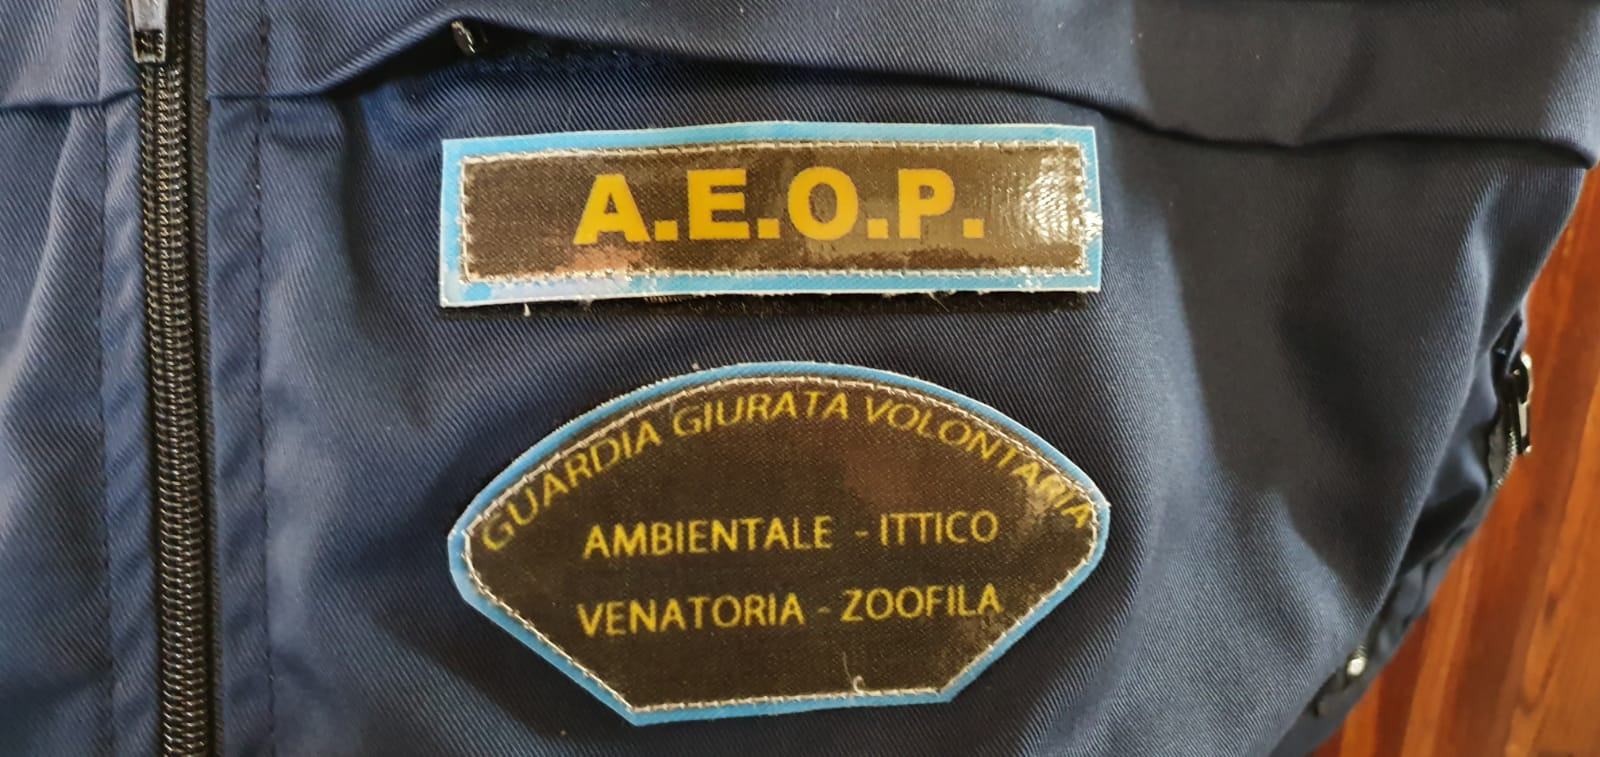 A.E.O.P.
GUARDIA GIURATA VOLONTARIA
AMBIENTALE - ITTICO
VENATORIA - ZOOFILA